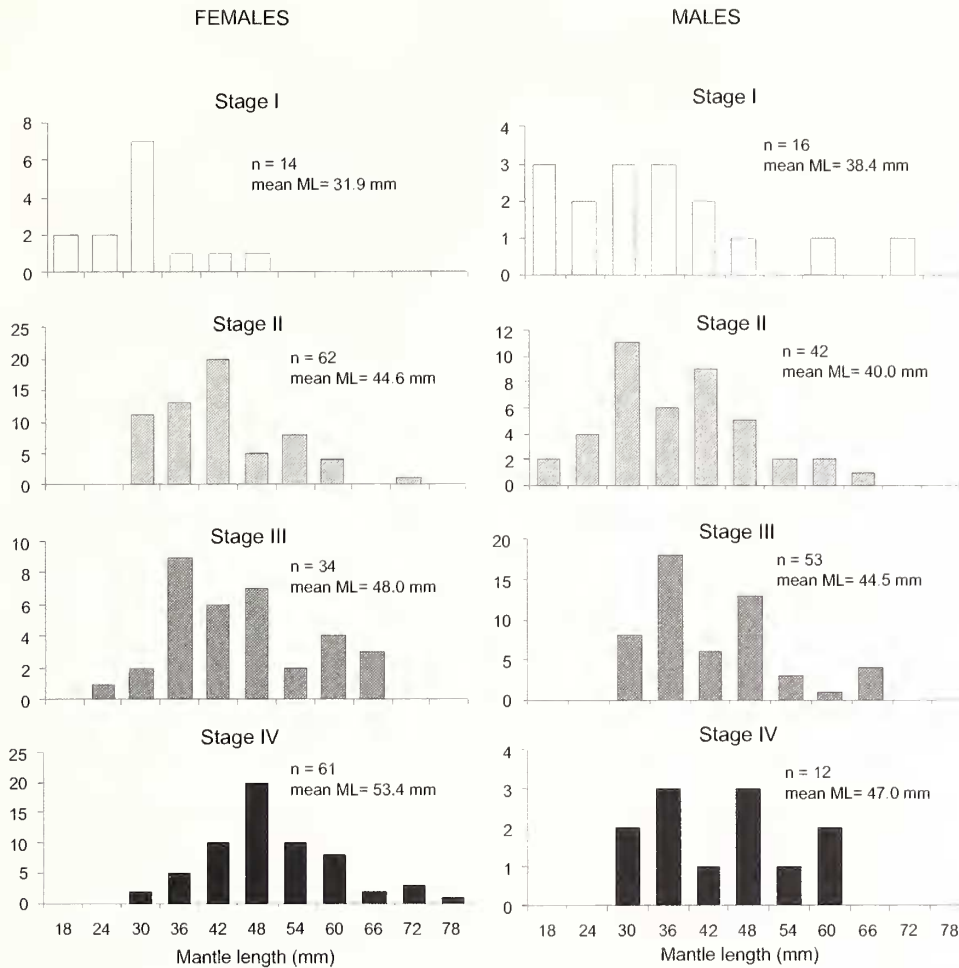 FEMALES
MALES
Stage I
8
6
4
2
0
n = 14
mean ML= 31.9 mm
Stage I
4
3
2
1
0
n = 16
mean ML= 38.4 mm
Stage II
25
20
15
10
5
0
n = 62
mean ML= 44.6 mm
Stage II
12
10
8
6
4
2
0
n = 42
mean ML= 40.0 mm
Stage III
10
8
6
4
2
0
n = 34
mean ML= 48.0 mm
Stage III
20
15
10
5
0
n = 53
mean ML= 44.5 mm
Stage IV
25
20
15
10
5
0
n = 61
mean ML= 53.4 mm
18 24 30 36 42 48 54 60 66 72 78
Mantle length (mm)
Stage IV
4
3
2
1
0
n = 12
mean ML= 47.0 mm
18 24 30 36 42 48 54 60 66 72 78
Mantle length (mm)